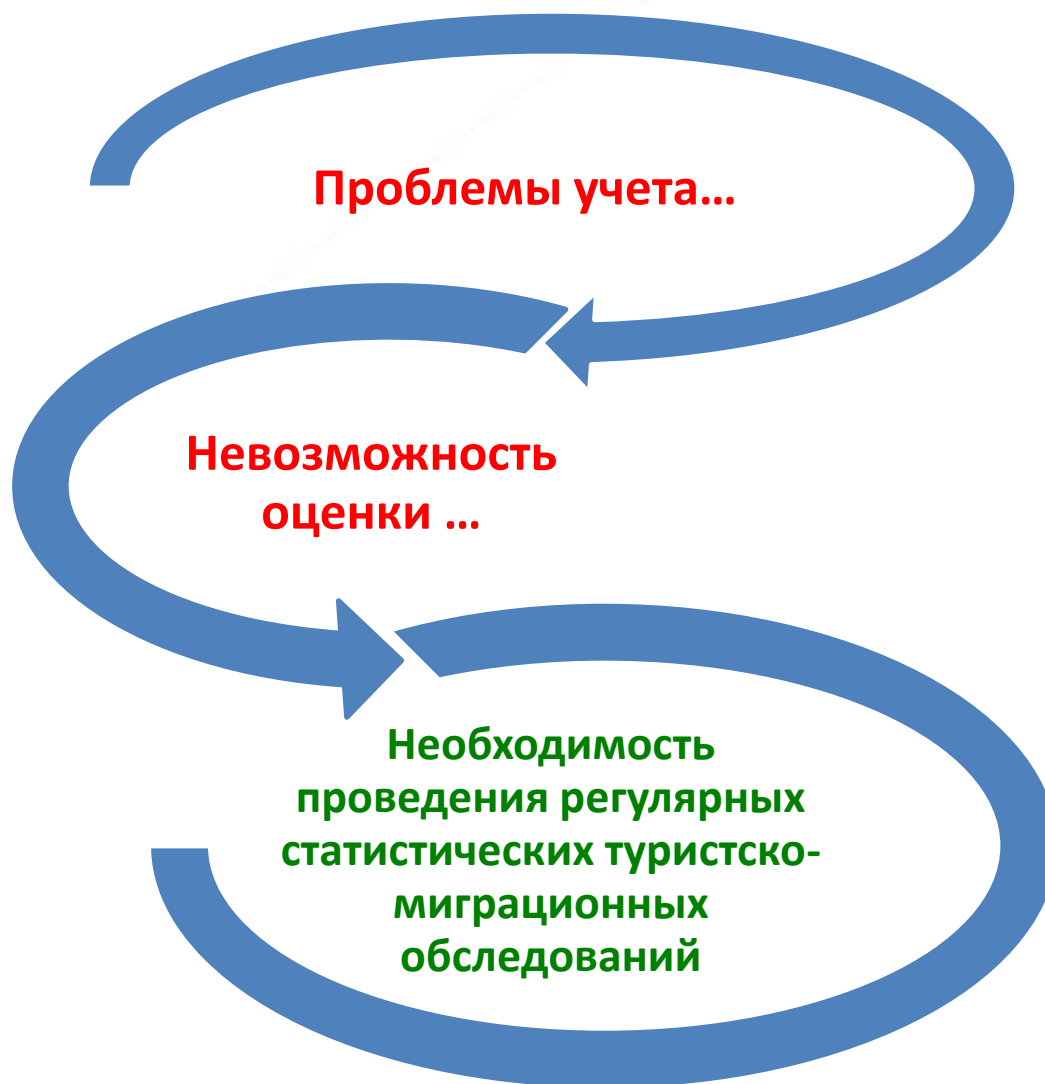 Проблемы учета…
Невозможность
оценки …
Необходимость
проведения регулярных
статистических туристско-
миграционных
обследований